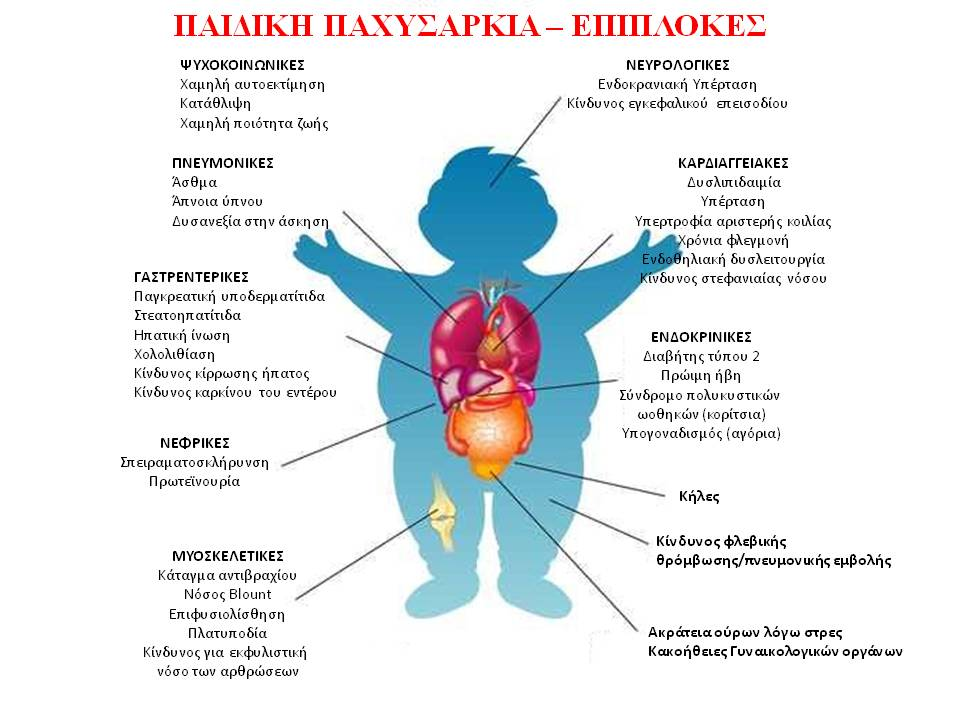 ΠΑΙΔΙΚΗ ΠΑΧΥΣΑΡΚΙΑ – ΕΠΙΠΛΟΚΕΣ
ΨΥΧΟΚΟΙΝΩΝΙΚΕΣ
Χαμηλή αυτοεκτίμηση
Κατάθλιψη
Χαμηλή ποιότητα ζωής
ΠΝΕΥΜΟΝΙΚΕΣ
Άσθμα
Άπνοια ύπνου
Δυσανεξία στην άσκηση
ΓΑΣΤΡΕΝΤΕΡΙΚΕΣ
Παγκρεατική υποδερματίτιδα
Στεατοηπατίτιδα
Ηπατική ίνωση
Χολολιθίαση
Κίνδυνος κίρρωσης ήπατος
Κίνδυνος καρκίνου του εντέρου
ΝΕΦΡΙΚΕΣ
Σπειραματοσκλήρυνση
Πρωτεϊνουρία
ΜΥΟΣΚΕΛΕΤΙΚΕΣ
Κάταγμα αντιβραχίου
Νόσος Blount
Επιφυσιολίσθηση
Πλατυποδία
Κίνδυνος για εκφυλιστική
νόσο των αρθρώσεων
ΝΕΥΡΟΛΟΓΙΚΕΣ
Ενδοκρανιακή Υπέρταση
Κίνδυνος εγκεφαλικού επεισοδίου
ΚΑΡΔΙΑΓΓΕΙΑΚΕΣ
Δυσλιπιδαιμία
Υπέρταση
Υπερτροφία αριστερής κοιλίας
Χρόνια φλεγμονή
Ενδοθηλιακή δυσλειτουργία
Κίνδυνος στεφανιαίας νόσου
ΕΝΔΟΚΡΙΝΙΚΕΣ
Διαβήτης τύπου 2
Πρώιμη ήβη
Σύνδρομο πολυκυστικών
ωοθηκών (κορίτσια)
Υπογοναδισμός (αγόρια)
Κήλες
Κίνδυνος φλεβικής
θρόμβωσης/πνευμονικής εμβολής
Ακράτεια ούρων λόγω στρες
Κακοήθειες Γυναικολογικών οργάνων